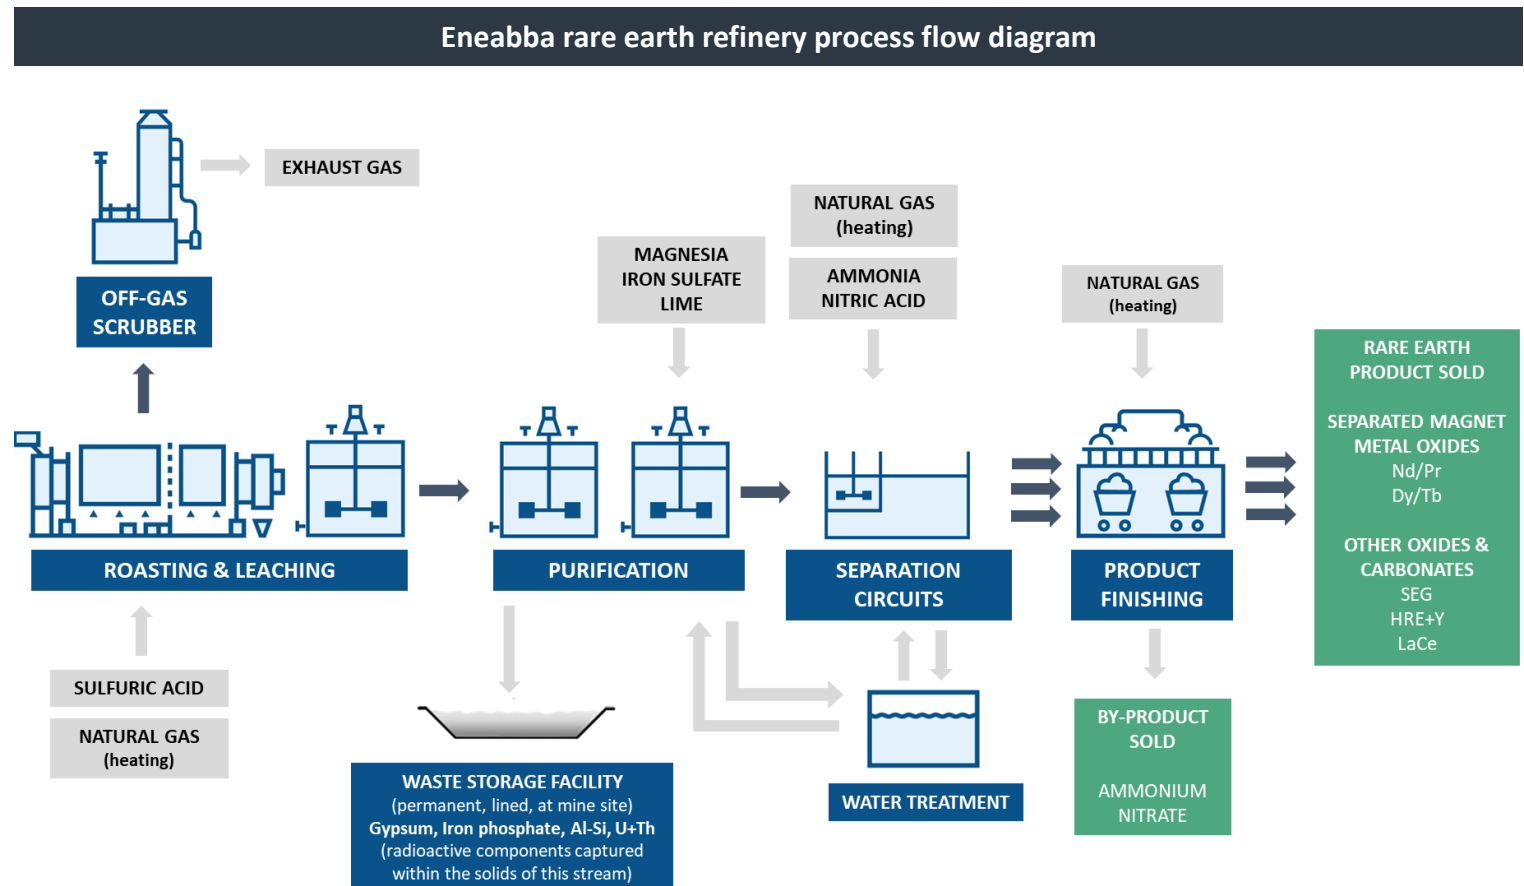 Eneabba rare earth refinery process flow diagram
EXHAUST GAS
OFF-GAS
SCRUBBER
MAGNESIA
IRON SULFATE
LIME
NATURAL GAS
(heating)
AMMONIA
NITRIC ACID
NATURAL GAS
(heating)
ROASTING & LEACHING
PURIFICATION
SEPARATION
CIRCUITS
PRODUCT
FINISHING
RARE EARTH
PRODUCT SOLD
SEPARATED MAGNET
METAL OXIDES
Nd/Pr
Dy/Tb
OTHER OXIDES &
CARBONATES
SEG
HRE+Y
LaCe
SULFURIC ACID
NATURAL GAS
(heating)
WASTE STORAGE FACILITY
(permanent, lined, at mine site)
Gypsum, Iron phosphate, Al-Si, U+Th
(radioactive components captured
within the solids of this stream)
WATER TREATMENT
BY-PRODUCT
SOLD
AMMONIUM
NITRATE